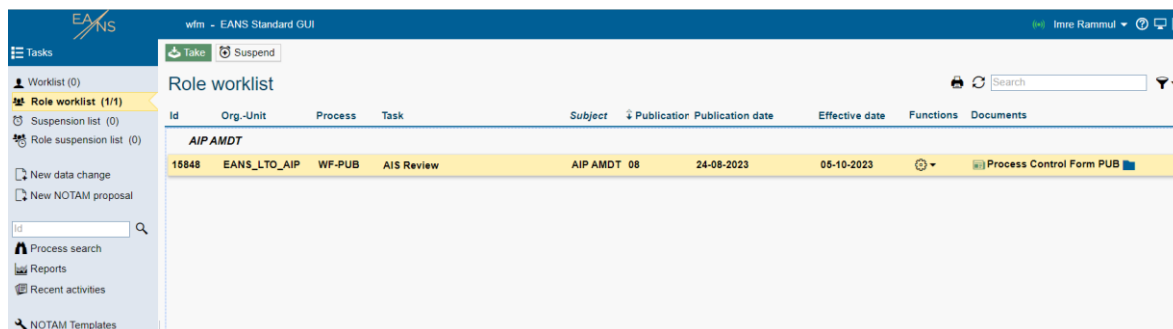 EANS
wfm - EANS Standard GUI
Imre Rammul
Tasks
Take
Suspend
Worklist (0)
Role worklist (1/1)
Suspension list (0)
Role suspension list (0)
New data change
New NOTAM proposal
Id
Process search
Reports
Recent activities
NOTAM Templates
Role worklist
Search
Id Org.-Unit Process Task Subject Publication Publication date Effective date Functions Documents
AIP AMDT
15848 EANS_LTO_AIP WF-PUB AIS Review AIP AMDT 08 24-08-2023 05-10-2023 Process Control Form PUB